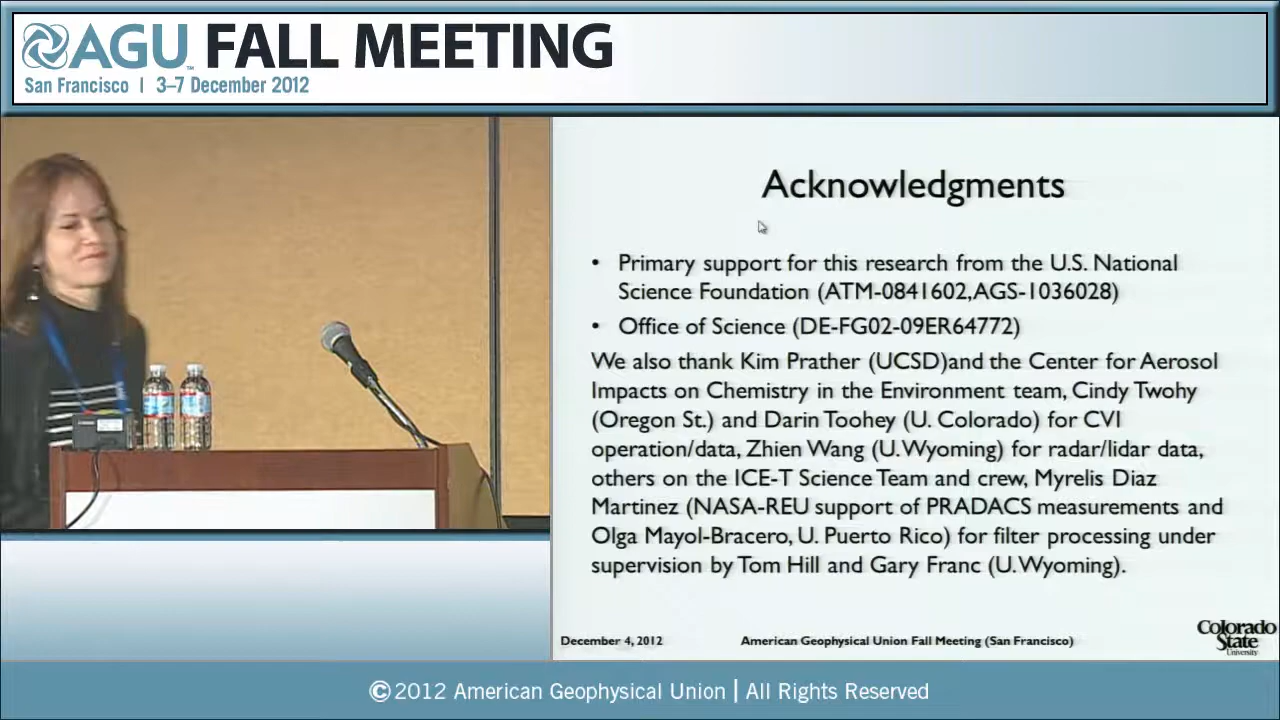 AGU FALL MEETING
San Francisco | 3–7 December 2012
Acknowledgments
• Primary support for this research from the U.S. National
Science Foundation (ATM-0841602,AGS-1036028)
• Office of Science (DE-FG02-09ER64772)
We also thank Kim Prather (UCSD)and the Center for Aerosol
Impacts on Chemistry in the Environment team, Cindy Twohy
(Oregon St.) and Darin Toohey (U. Colorado) for CVI
operation/data, Zhien Wang (U. Wyoming) for radar/lidar data,
others on the ICE-T Science Team and crew, Myrelis Diaz
Martinez (NASA-REU support of PRADACS measurements and
Olga Mayol-Bracero, U. Puerto Rico) for filter processing under
supervision by Tom Hill and Gary Franc (U. Wyoming).
December 4, 2012 American Geophysical Union Fall Meeting (San Francisco)
Colorado
State
University
©2012 American Geophysical Union | All Rights Reserved